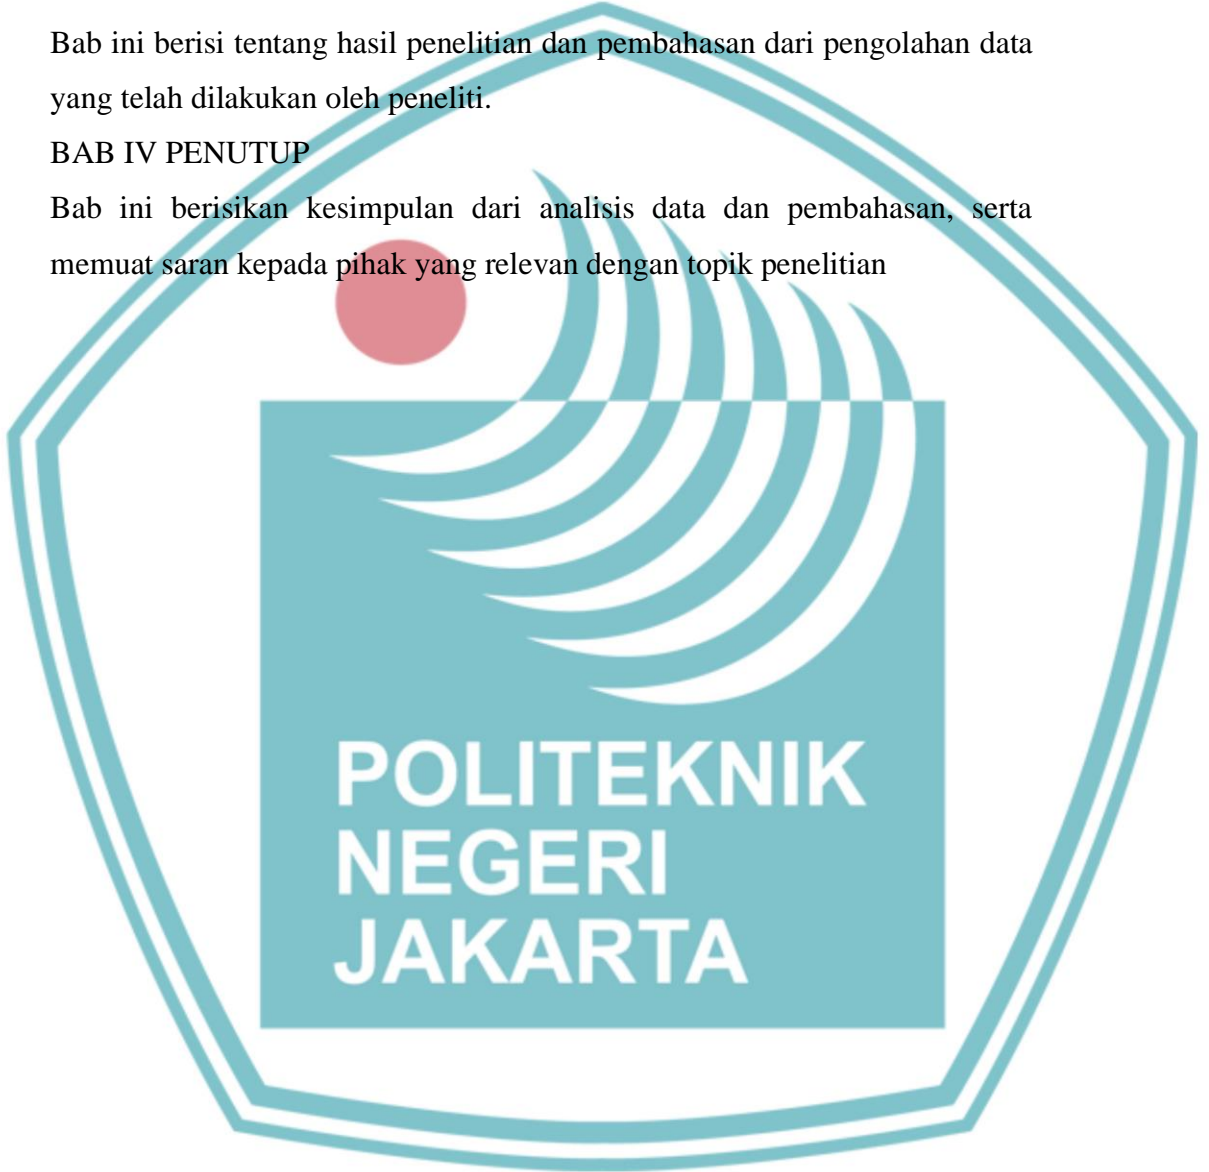 Bab ini berisi tentang hasil penelitian dan pembahasan dari pengolahan data
yang telah dilakukan oleh peneliti.
BAB IV PENUTUP
Bab ini berisikan kesimpulan dari analisis data dan pembahasan, serta
memuat saran kepada pihak yang relevan dengan topik penelitian
POLITEKNIK
NEGERI
JAKARTA